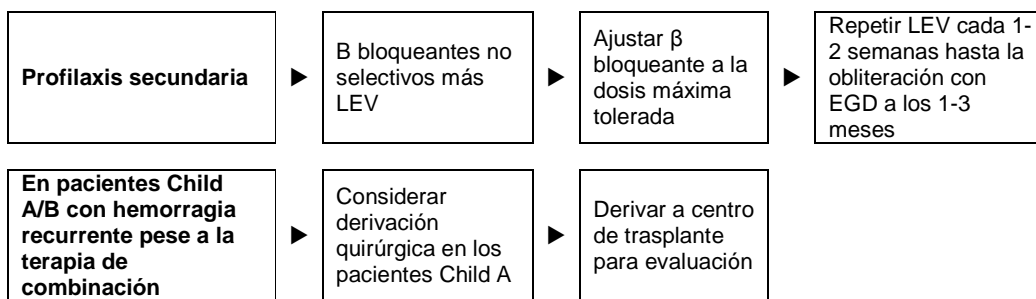 Profilaxis secundaria
▶
B bloqueantes no
selectivos más
LEV
▶
Ajustar β
bloqueante a la
dosis máxima
tolerada
▶
Repetir LEV cada 1-
2 semanas hasta la
obliteración con
EGD a los 1-3
meses
En pacientes Child
A/B con hemorragia
recurrente pese a la
terapia de
combinación
▶
Considerar
derivación
quirúrgica en los
pacientes Child A
▶
Derivar a centro
de trasplante
para evaluación